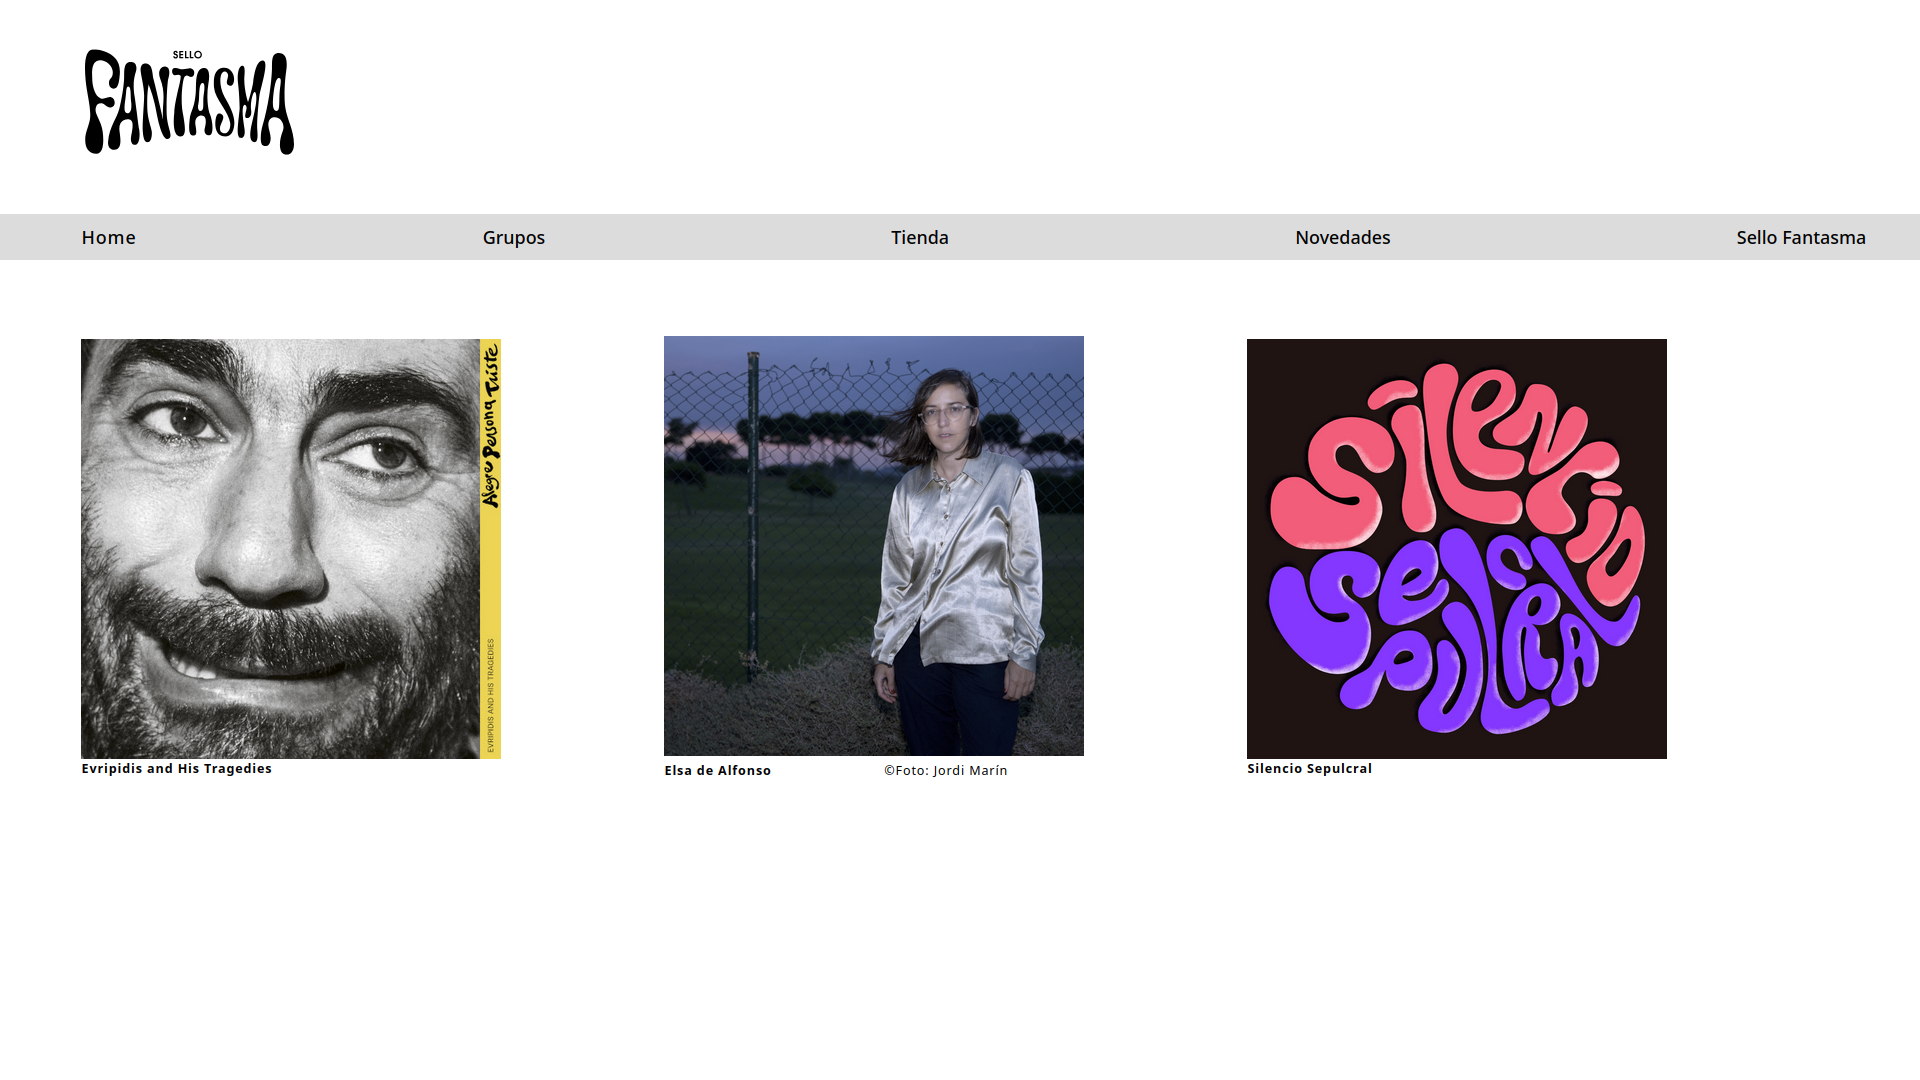 SELLO
FANTASMA
Home
Grupos
Tienda
Novedades
Sello Fantasma
Alegre Persona Triste
EVRIPIDIS AND HIS TRAGEDIES
Silencio
Sepulcral
Evripidis and His Tragedies
Elsa de Alfonso
©Foto: Jordi Marín
Silencio Sepulcral